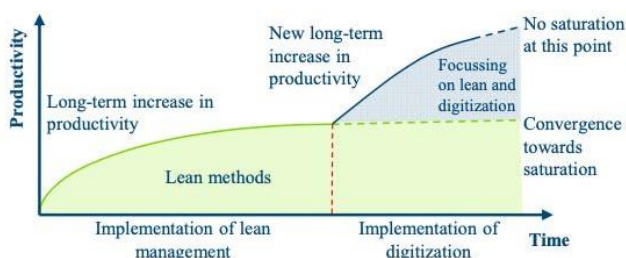 Productivity
New long-term
increase in
productivity
No saturation
at this point
Focussing
on lean and
digitization
Long-term increase in
productivity
Convergence
towards
saturation
Lean methods
Implementation of lean
management
Implementation of
digitization
Time